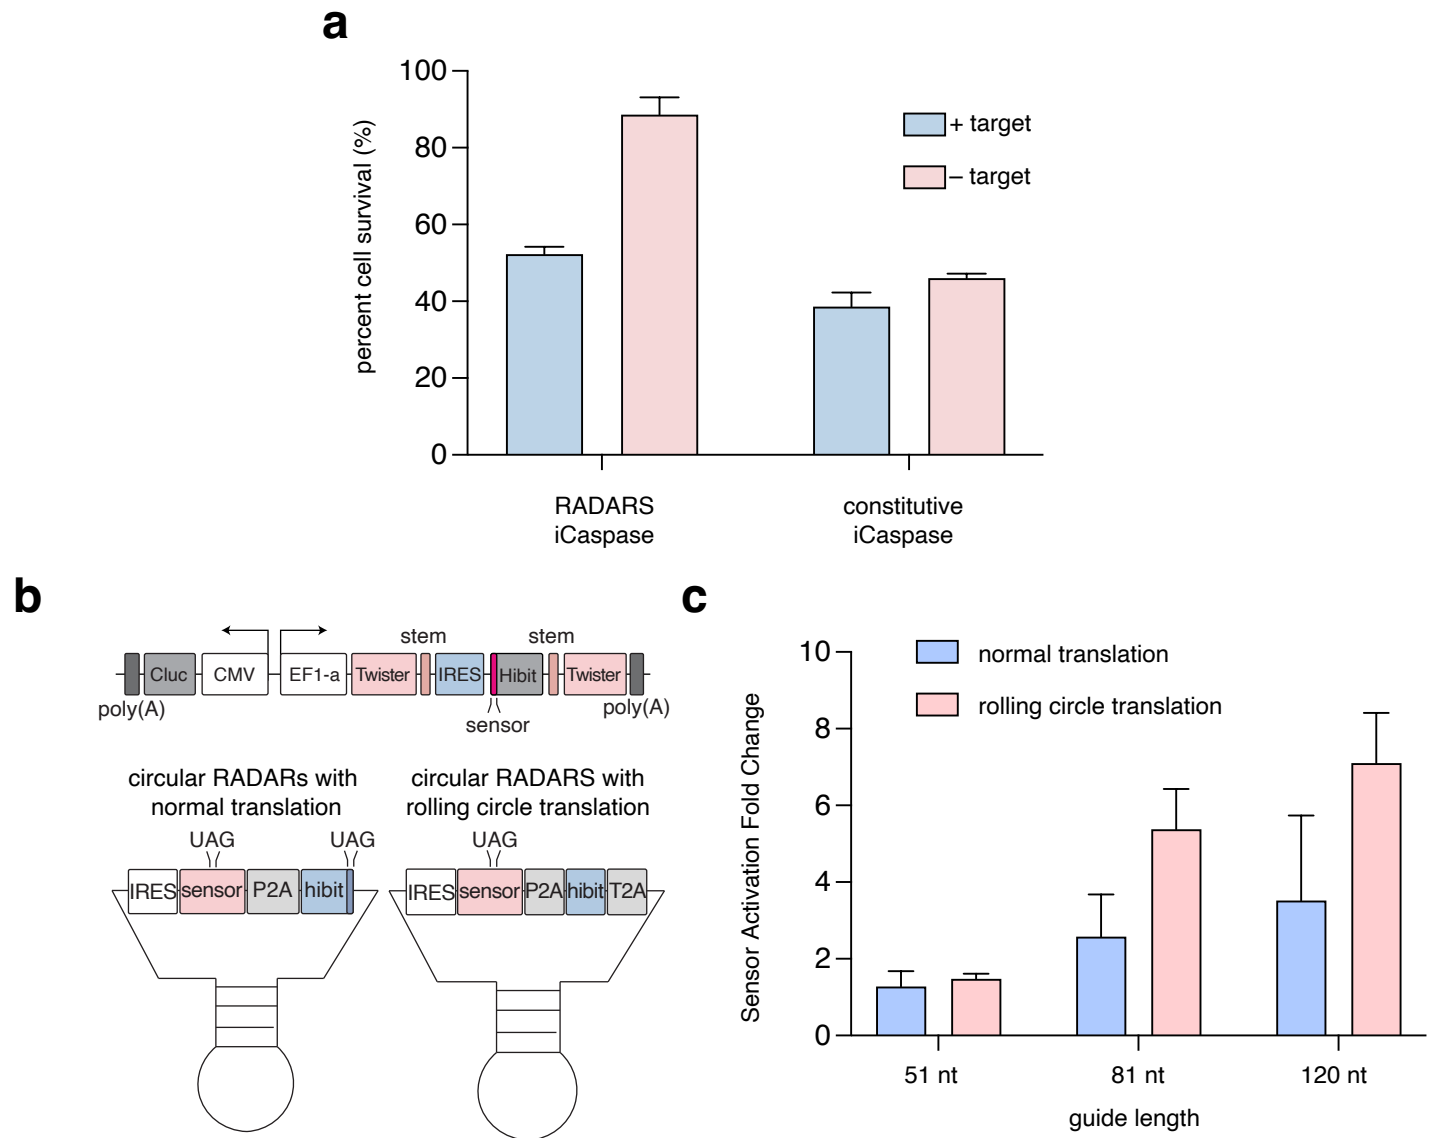 a
percent cell survival (%)
100
80
60
40
20
0
+ target
– target
RADARS
iCaspase
constitutive
iCaspase
b
stem
stem
Cluc
CMV
EF1-a
Twister
IRES
Hibit
Twister
poly(A)
sensor
poly(A)
circular RADARs with
normal translation
UAG
UAG
IRES
sensor
P2A
hibit
circular RADARS with
rolling circle translation
UAG
IRES
sensor
P2A
hibit
T2A
c
Sensor Activation Fold Change
10
8
6
4
2
0
normal translation
rolling circle translation
51 nt
81 nt
120 nt
guide length